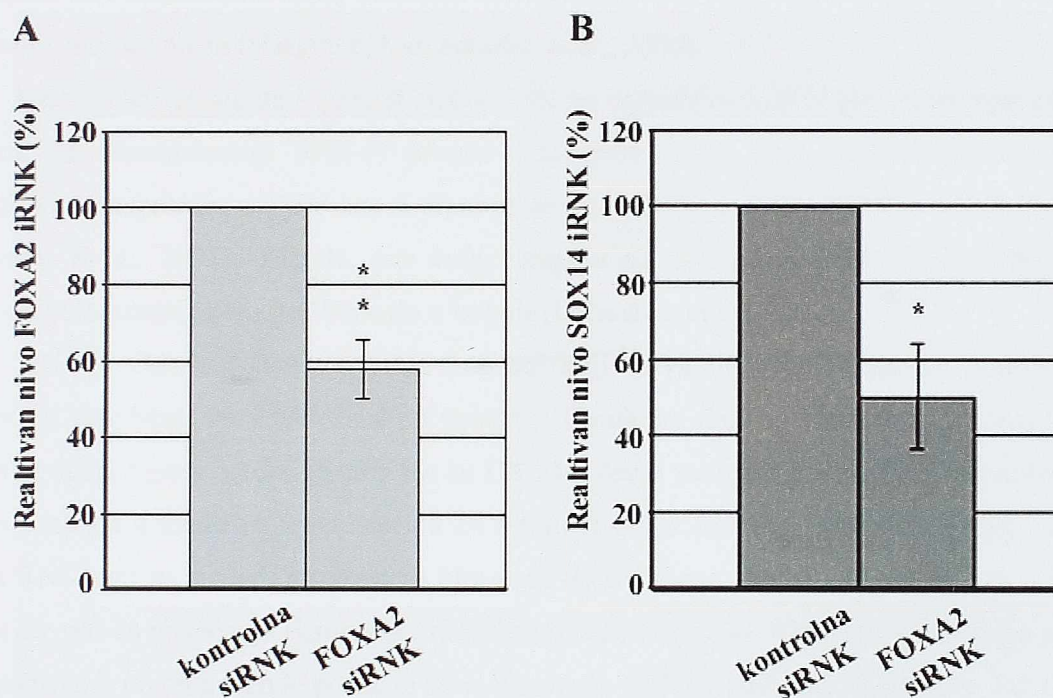 A
Realtivan nivo FOXA2 iRNK (%)
120
100
80
60
40
20
0
*
*
kontrolna
siRNK
FOXA2
siRNK
B
Realtivan nivo SOX14 iRNK (%)
120
100
80
60
40
20
0
*
kontrolna
siRNK
FOXA2
siRNK